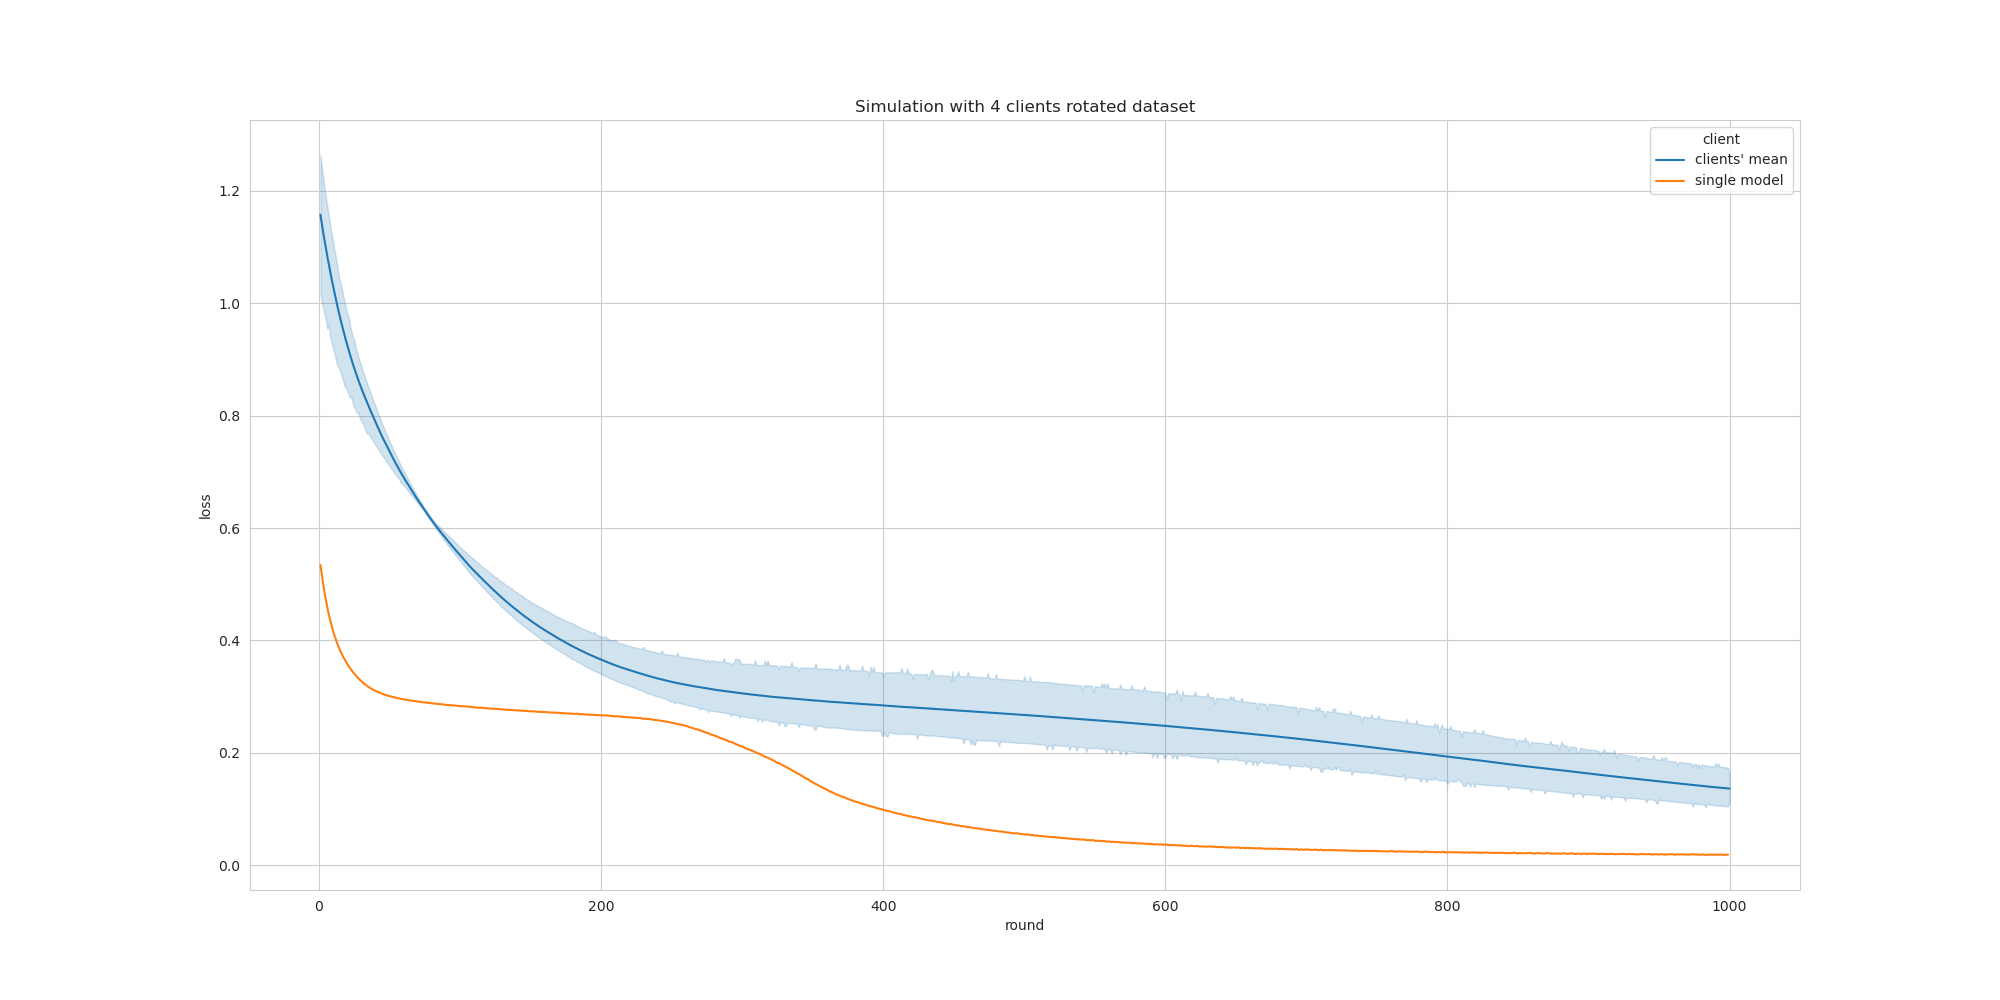 Simulation with 4 clients rotated dataset
client
clients' mean
single model
1.2
1.0
0.8
0.6
0.4
0.2
0.0
loss
0 200 400 600 800 1000
round